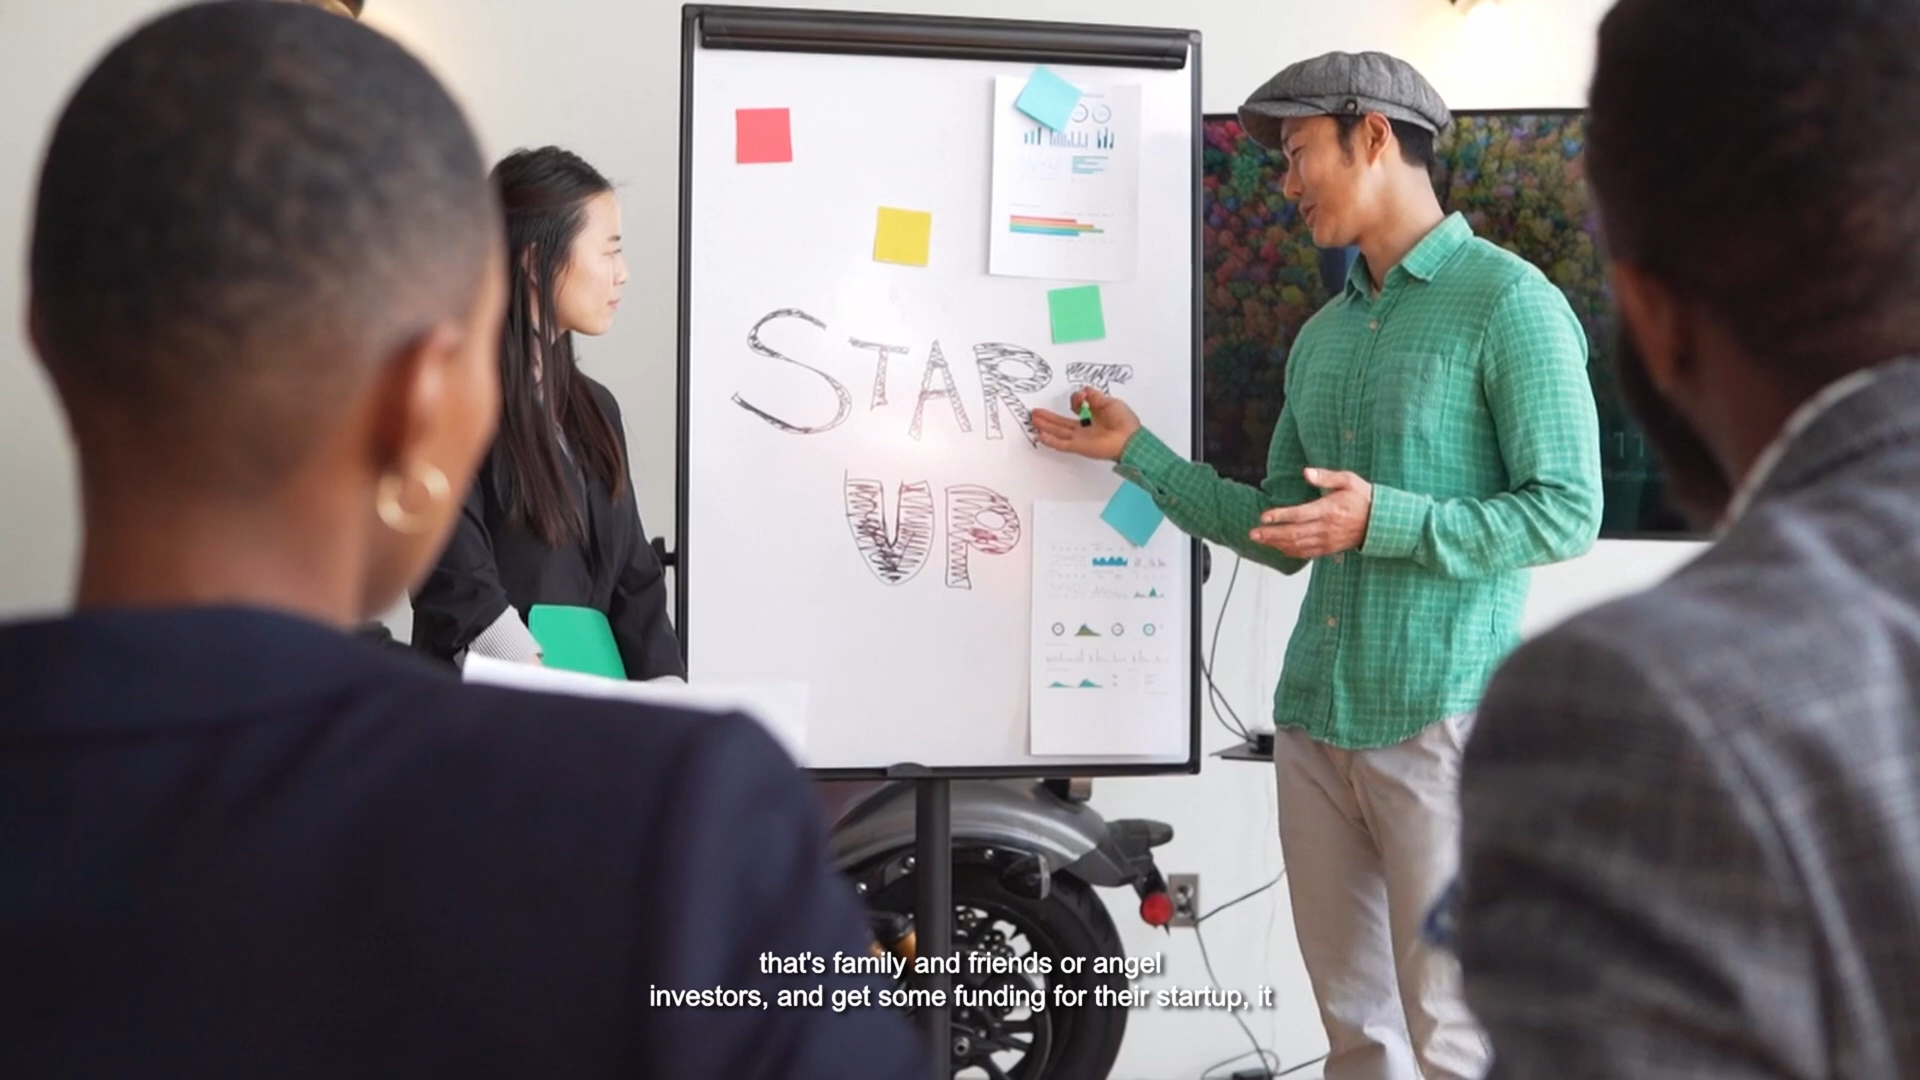 START
UP
that's family and friends or angel
investors, and get some funding for their startup, it